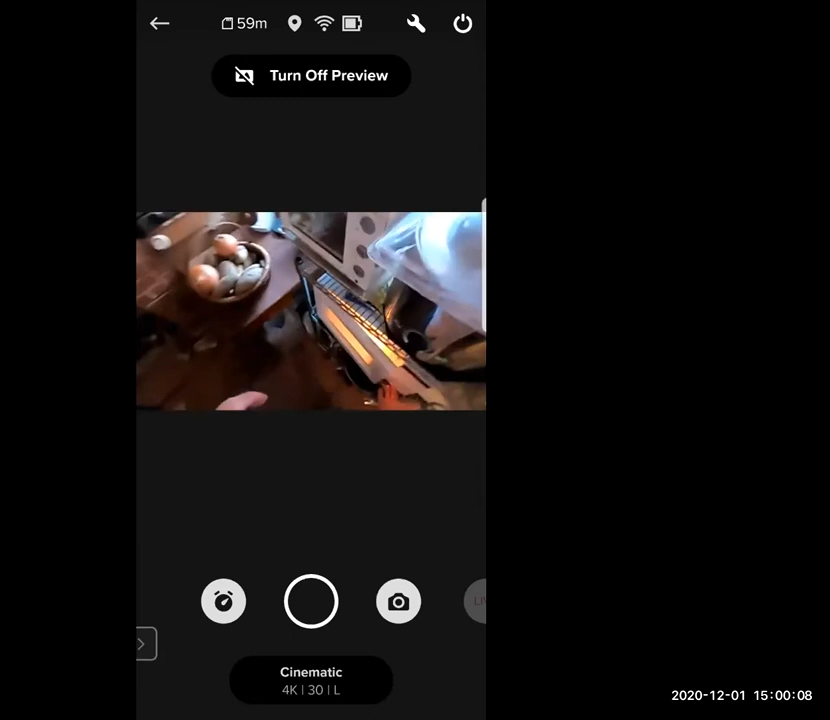 59m
Turn Off Preview
Cinematic
4K | 30 | L
2020-12-01 15:00:08